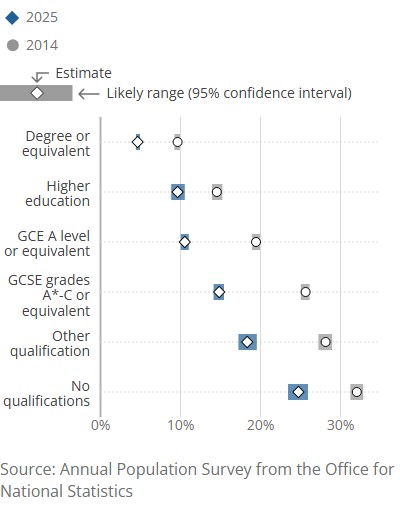 2025
2014
Estimate
Likely range (95% confidence interval)
Degree or
equivalent
Higher
education
GCE A level
or equivalent
GCSE grades
A*-C or
equivalent
Other
qualification
No
qualifications
0%
10%
20%
30%
Source: Annual Population Survey from the Office for
National Statistics